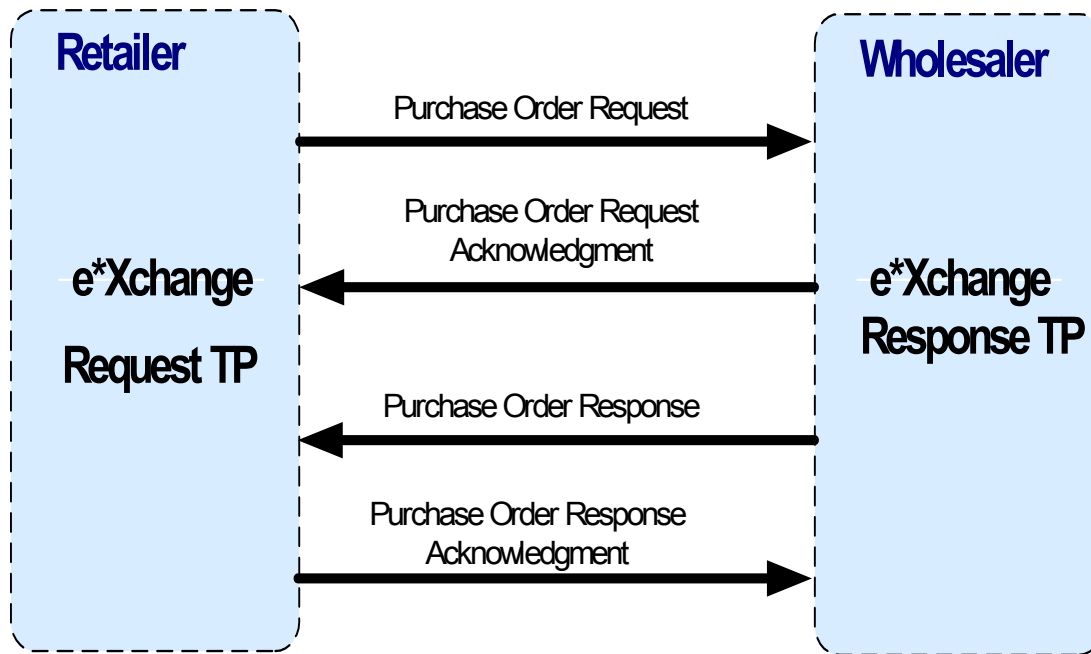 Retailer
Wholesaler
Purchase Order Request
Purchase Order Request
Acknowledgment
e*Xchange
Request TP
e*Xchange
Response TP
Purchase Order Response
Purchase Order Response
Acknowledgment